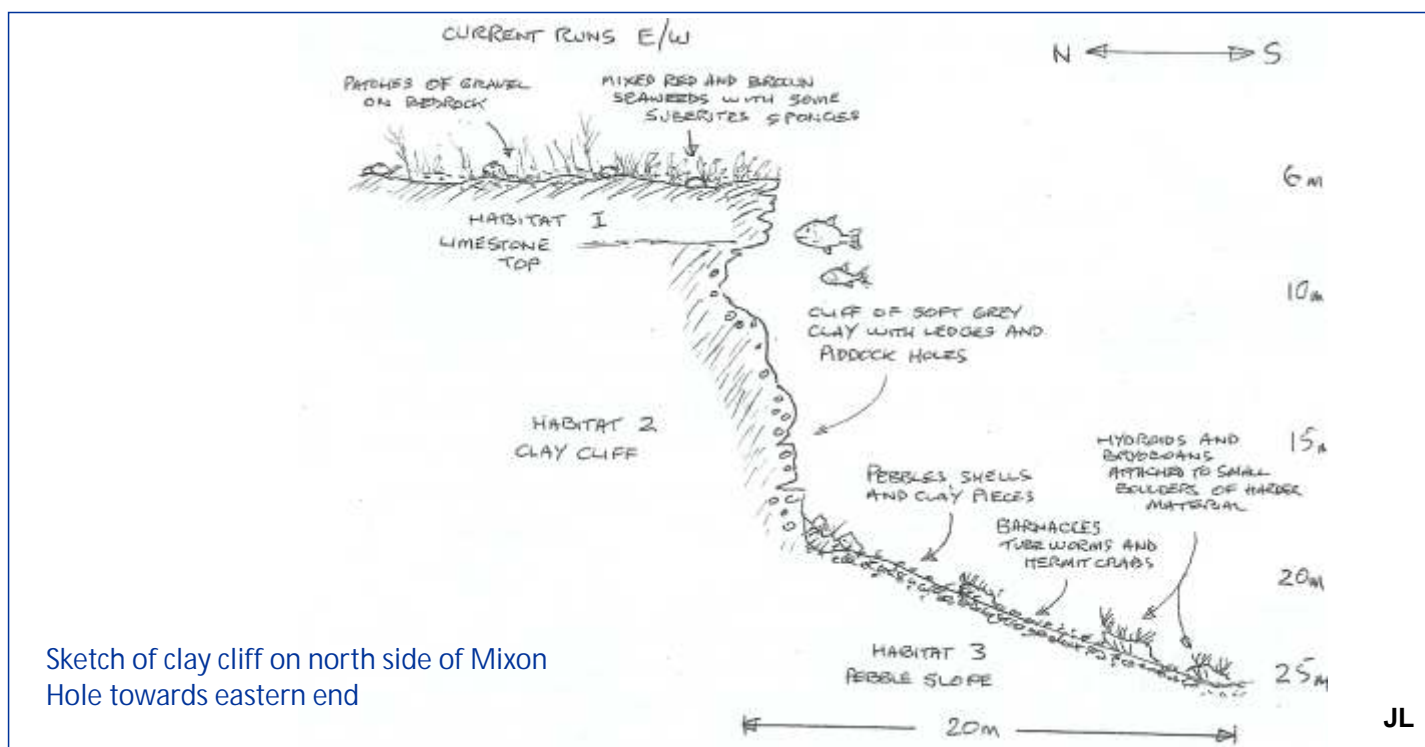 CURRENT RUNS E/W
N S
PATCHES OF GRAVEL
ON BEDROCK
MIXED RED AND BROWN
SEAWEEDS WITH SOME
SUBERITES SPONGES
6m
HABITAT I
LIMESTONE
TOP
10m
CLIFF OF SOFT GREY
CLAY WITH LEDGES AND
PIDDOCK HOLES
HABITAT 2
CLAY CLIFF
15m
HYDROIDS AND
BRYOZOANS
ATTACHED TO SMALL
BOULDERS OF HARDER
MATERIAL
PEBBLES, SHELLS
AND CLAY PIECES
BARNACLES
TUBEWORMS AND
HERMIT CRABS
20m
HABITAT 3
PEBBLE SLOPE
25m
20m
Sketch of clay cliff on north side of Mixon
Hole towards eastern end
JL